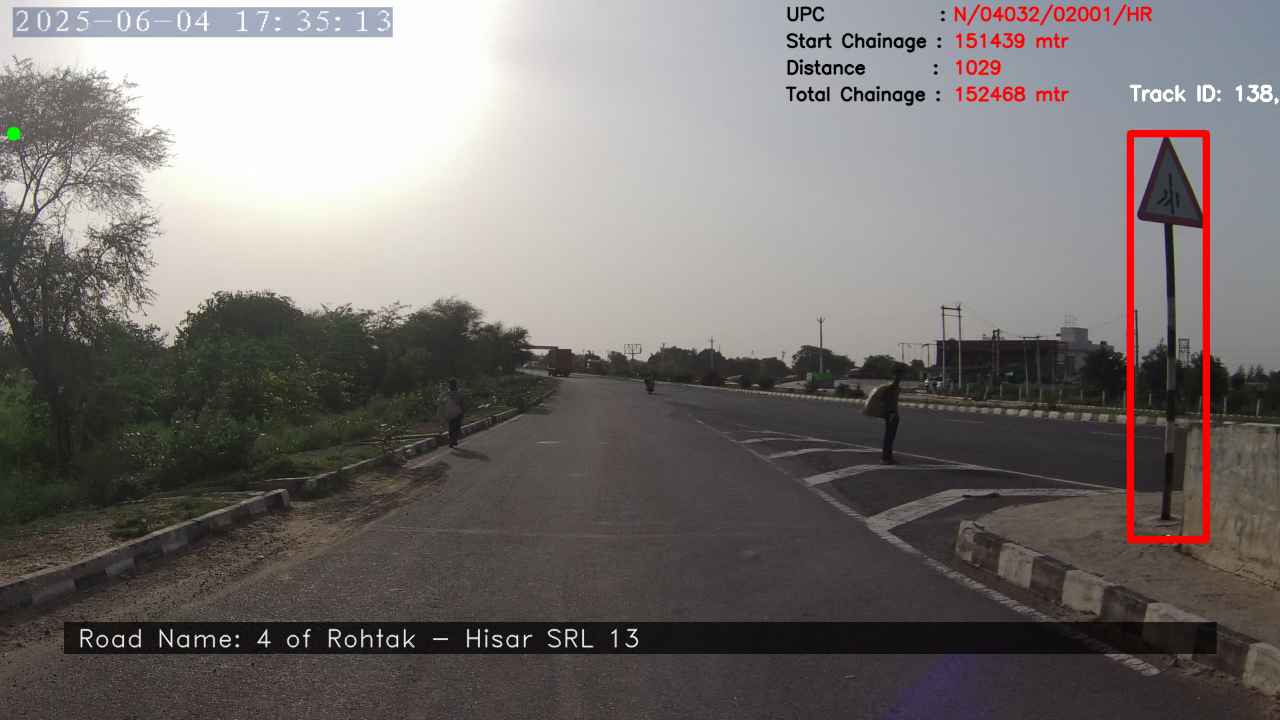 2025-06-04 17:35:13
UPC : N/04032/02001/HR
Start Chainage : 151439 mtr
Distance : 1029
Total Chainage : 152468 mtr
Track ID: 138,
Road Name: 4 of Rohtak - Hisar SRL 13